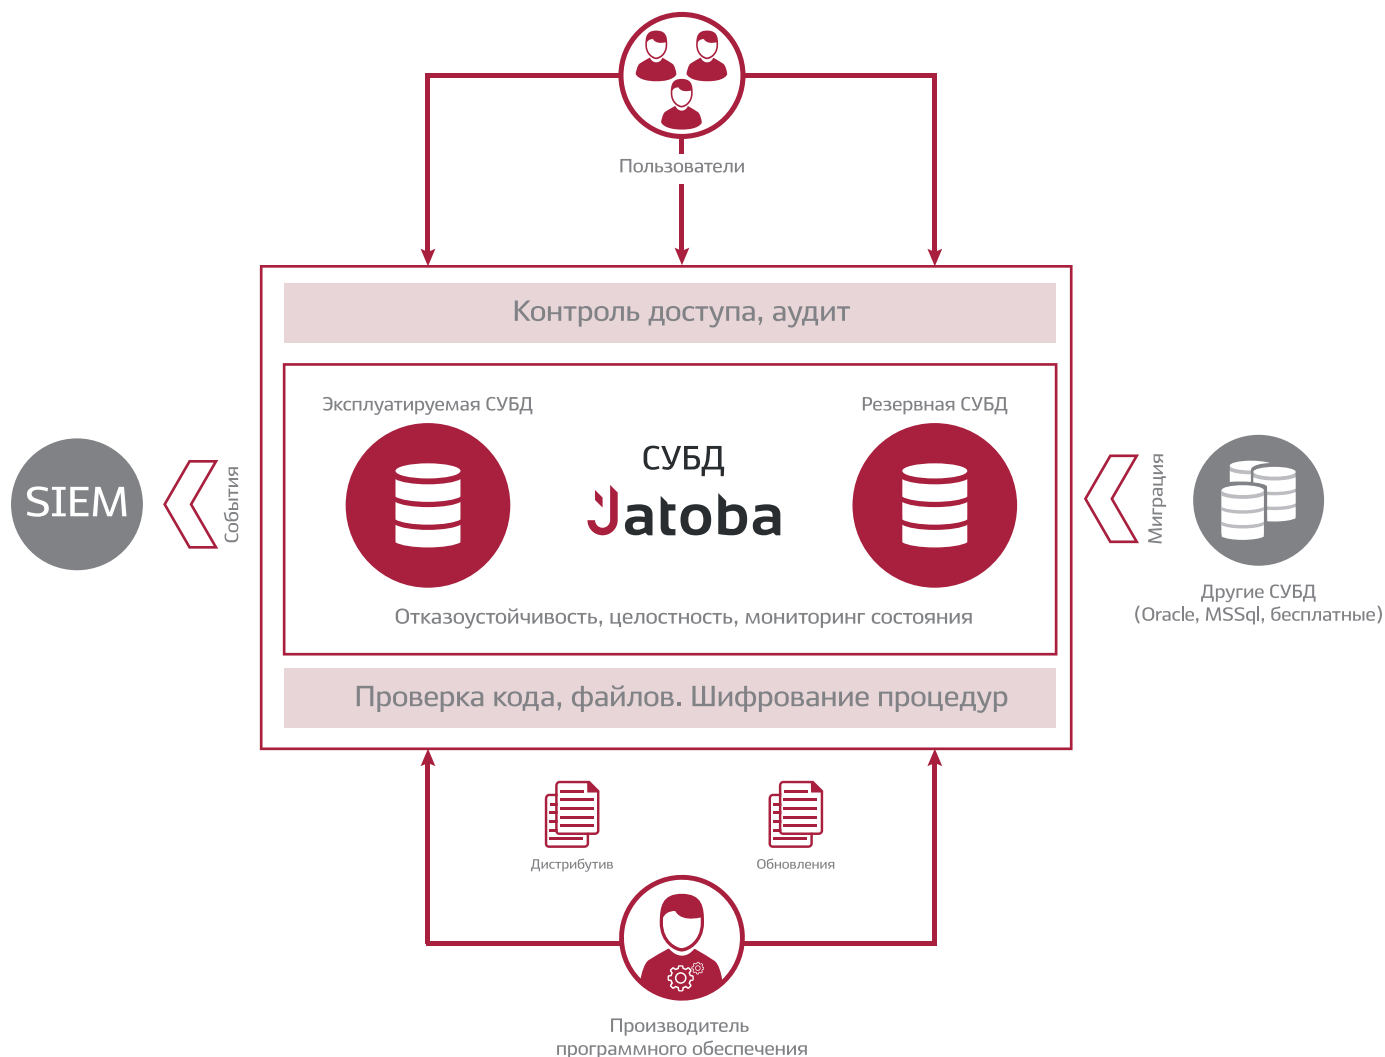 Пользователи
Контроль доступа, аудит
Эксплуатируемая СУБД
Резервная СУБД
СУБД
Jatoba
SIEM
События
Миграция
Другие СУБД
(Oracle, MSSql, бесплатные)
Отказоустойчивость, целостность, мониторинг состояния
Проверка кода, файлов. Шифрование процедур
Дистрибутив
Обновления
Производитель
программного обеспечения